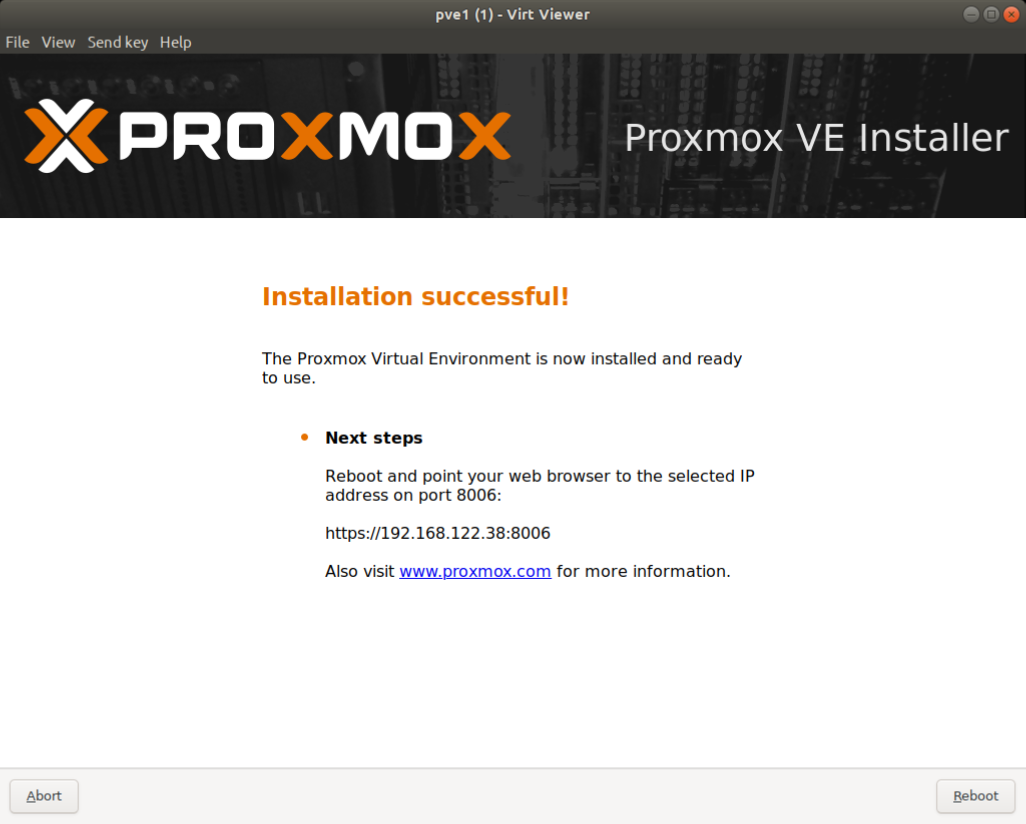 pve1 (1) - Virt Viewer
File View Send key Help
PROXMOX
Proxmox VE Installer
Installation successful!
The Proxmox Virtual Environment is now installed and ready
to use.
Next steps
Reboot and point your web browser to the selected IP
address on port 8006:
https://192.168.122.38:8006
Also visit www.proxmox.com for more information.
Abort
Reboot